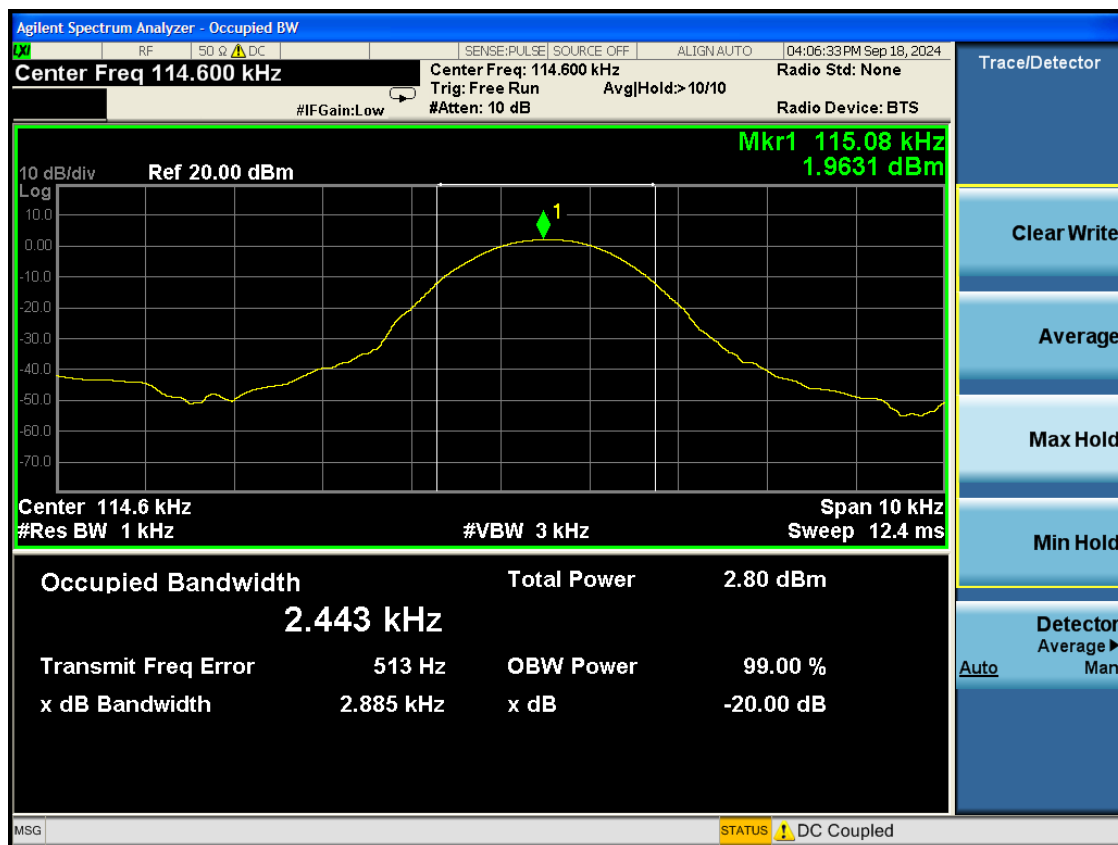 Agilent Spectrum Analyzer - Occupied BW
LXI RF 50 Ω DC SENSE:PULSE SOURCE OFF ALIGN AUTO 04:06:33 PM Sep 18, 2024
Center Freq 114.600 kHz
Center Freq: 114.600 kHz
Radio Std: None
Trig: Free Run Avg|Hold:>10/10
#IFGain:Low
#Atten: 10 dB
Radio Device: BTS
Mkr1 115.08 kHz
1.9631 dBm
10 dB/div Ref 20.00 dBm
Log
10.0
0.00
-10.0
-20.0
-30.0
-40.0
-50.0
-60.0
-70.0
1
Center 114.6 kHz Span 10 kHz
#Res BW 1 kHz #VBW 3 kHz Sweep 12.4 ms
Occupied Bandwidth Total Power 2.80 dBm
2.443 kHz
Transmit Freq Error 513 Hz OBW Power 99.00 %
x dB Bandwidth 2.885 kHz x dB -20.00 dB
MSG STATUS DC Coupled
Trace/Detector
Clear Write
Average
Max Hold
Min Hold
Detector
Average▶
Auto Man